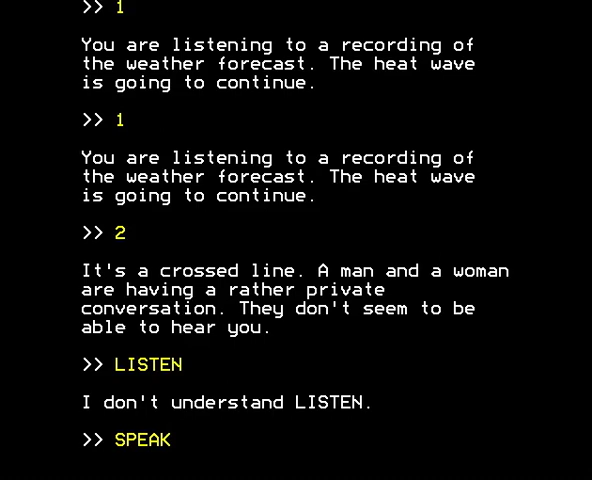 >> 1
You are listening to a recording of
the weather forecast. The heat wave
is going to continue.
>> 1
You are listening to a recording of
the weather forecast. The heat wave
is going to continue.
>> 2
It's a crossed line. A man and a woman
are having a rather private
conversation. They don't seem to be
able to hear you.
>> LISTEN
I don't understand LISTEN.
>> SPEAK